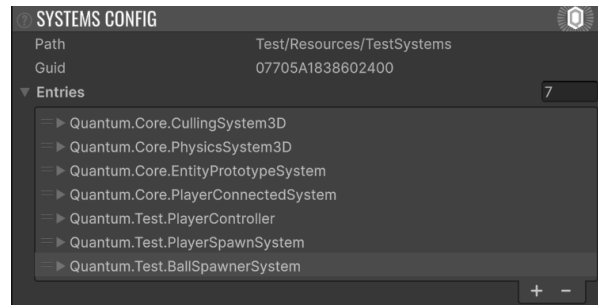 SYSTEMS CONFIG
Path Test/Resources/TestSystems
Guid 07705A1838602400
Entries 7
Quantum.Core.CullingSystem3D
Quantum.Core.PhysicsSystem3D
Quantum.Core.EntityPrototypeSystem
Quantum.Core.PlayerConnectedSystem
Quantum.Test.PlayerController
Quantum.Test.PlayerSpawnSystem
Quantum.Test.BallSpawnerSystem